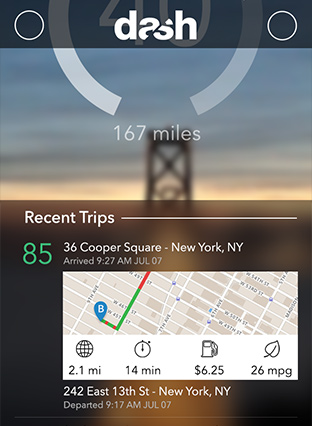 dash
167 miles
Recent Trips
85
36 Cooper Square - New York, NY
Arrived 9:27 AM JUL 07
B
2.1 mi
14 min
$6.25
26 mpg
242 East 13th St - New York, NY
Departed 9:17 AM JUL 07